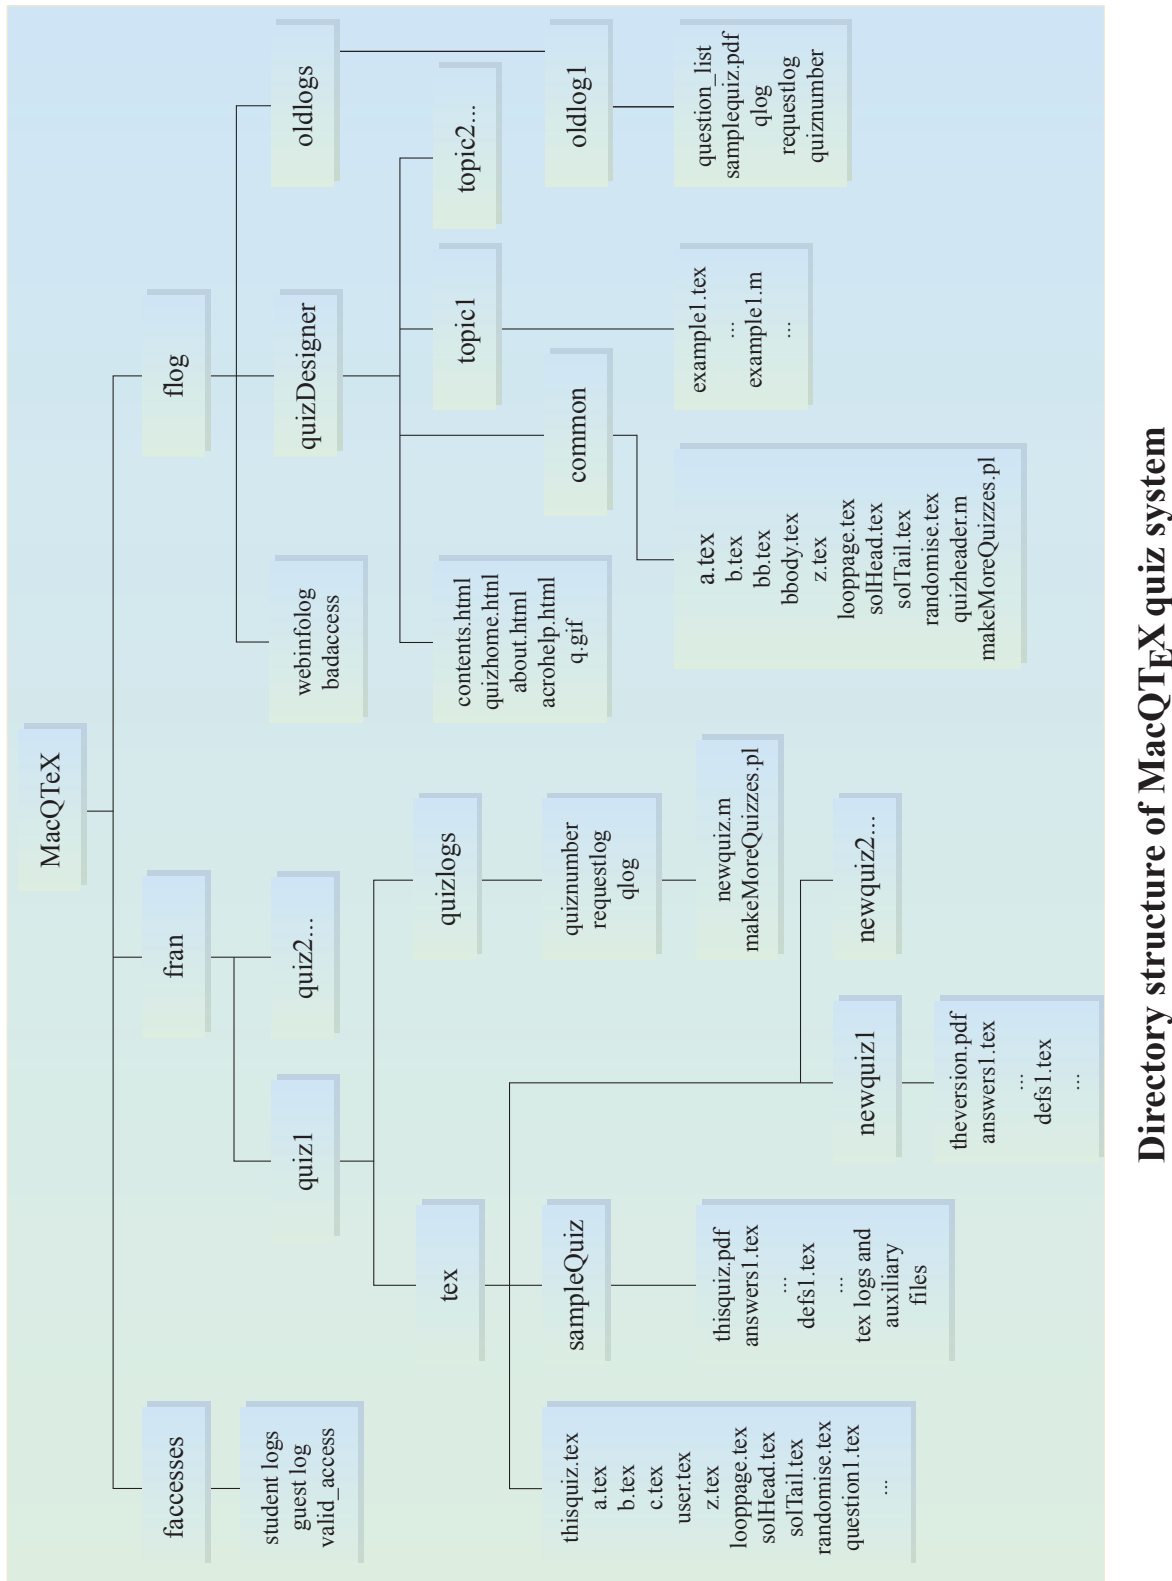 MacQTeX
faccesses
fran
flog
student logs
guest log
valid_access
quiz1
quiz2...
webinfolog
badaccess
quizDesigner
oldlogs
tex
quizlogs
contents.html
quizhome.htnl
about.html
acrohelp.html
q.gif
topic1
topic2...
thisquiz.tex
a.tex
b.tex
c.tex
user.tex
z.tex
looppage.tex
solHead.tex
solTail.tex
randomise.tex
question1.tex
...
sampleQuiz
quiznumber
requestlog
qlog
common
oldlog1
thisquiz.pdf
answers1.tex
...
defs1.tex
...
tex logs and
auxiliary
files
newquiz.m
makeMoreQuizzes.pl
a.tex
b.tex
bb.tex
bbody.tex
z.tex
looppage.tex
solHead.tex
solTail.tex
randomise.tex
quizheader.m
makeMoreQuizzes.pl
example1.tex
...
example1.m
...
question_list
samplequiz.pdf
qlog
requestlog
quiznumber
newquiz1
newquiz2...
theversion.pdf
answers1.tex
...
defs1.tex
...
Directory structure of MacQTEX quiz system